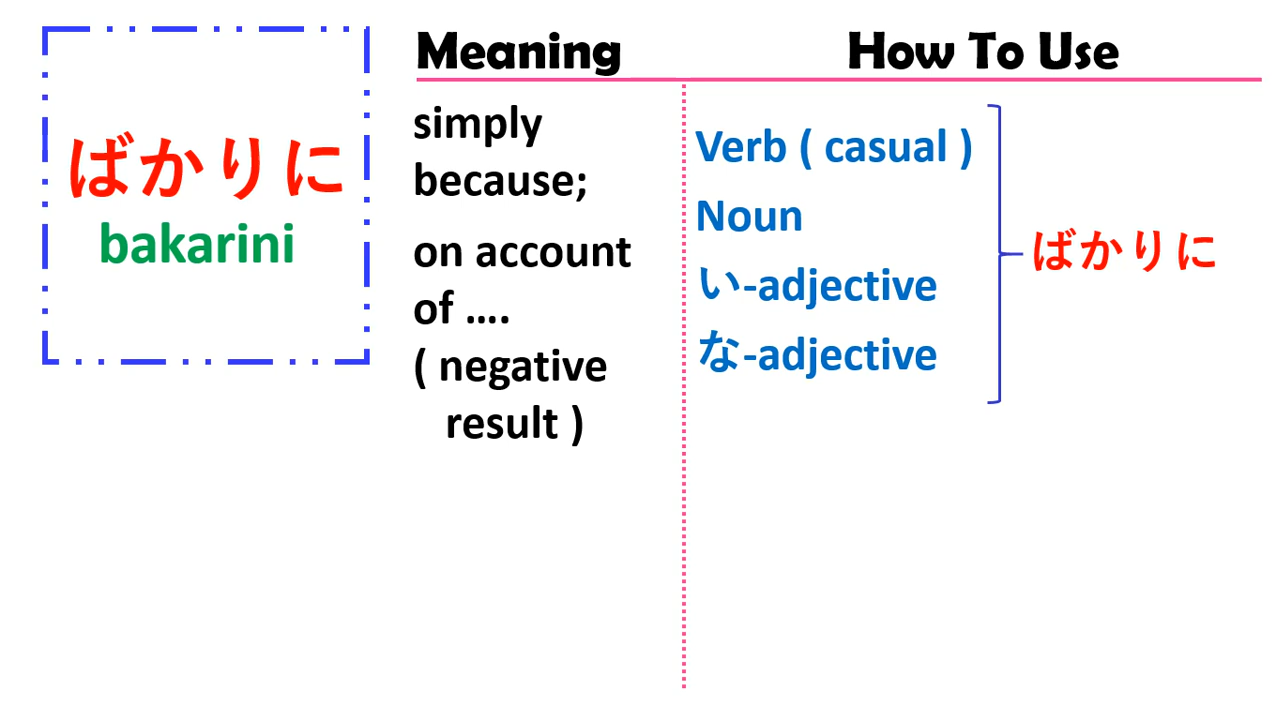 ばかりに
bakarini
Meaning
simply
because;
on account
of ....
( negative
result )
How To Use
Verb ( casual )
Noun
い-adjective
な-adjective
ばかりに